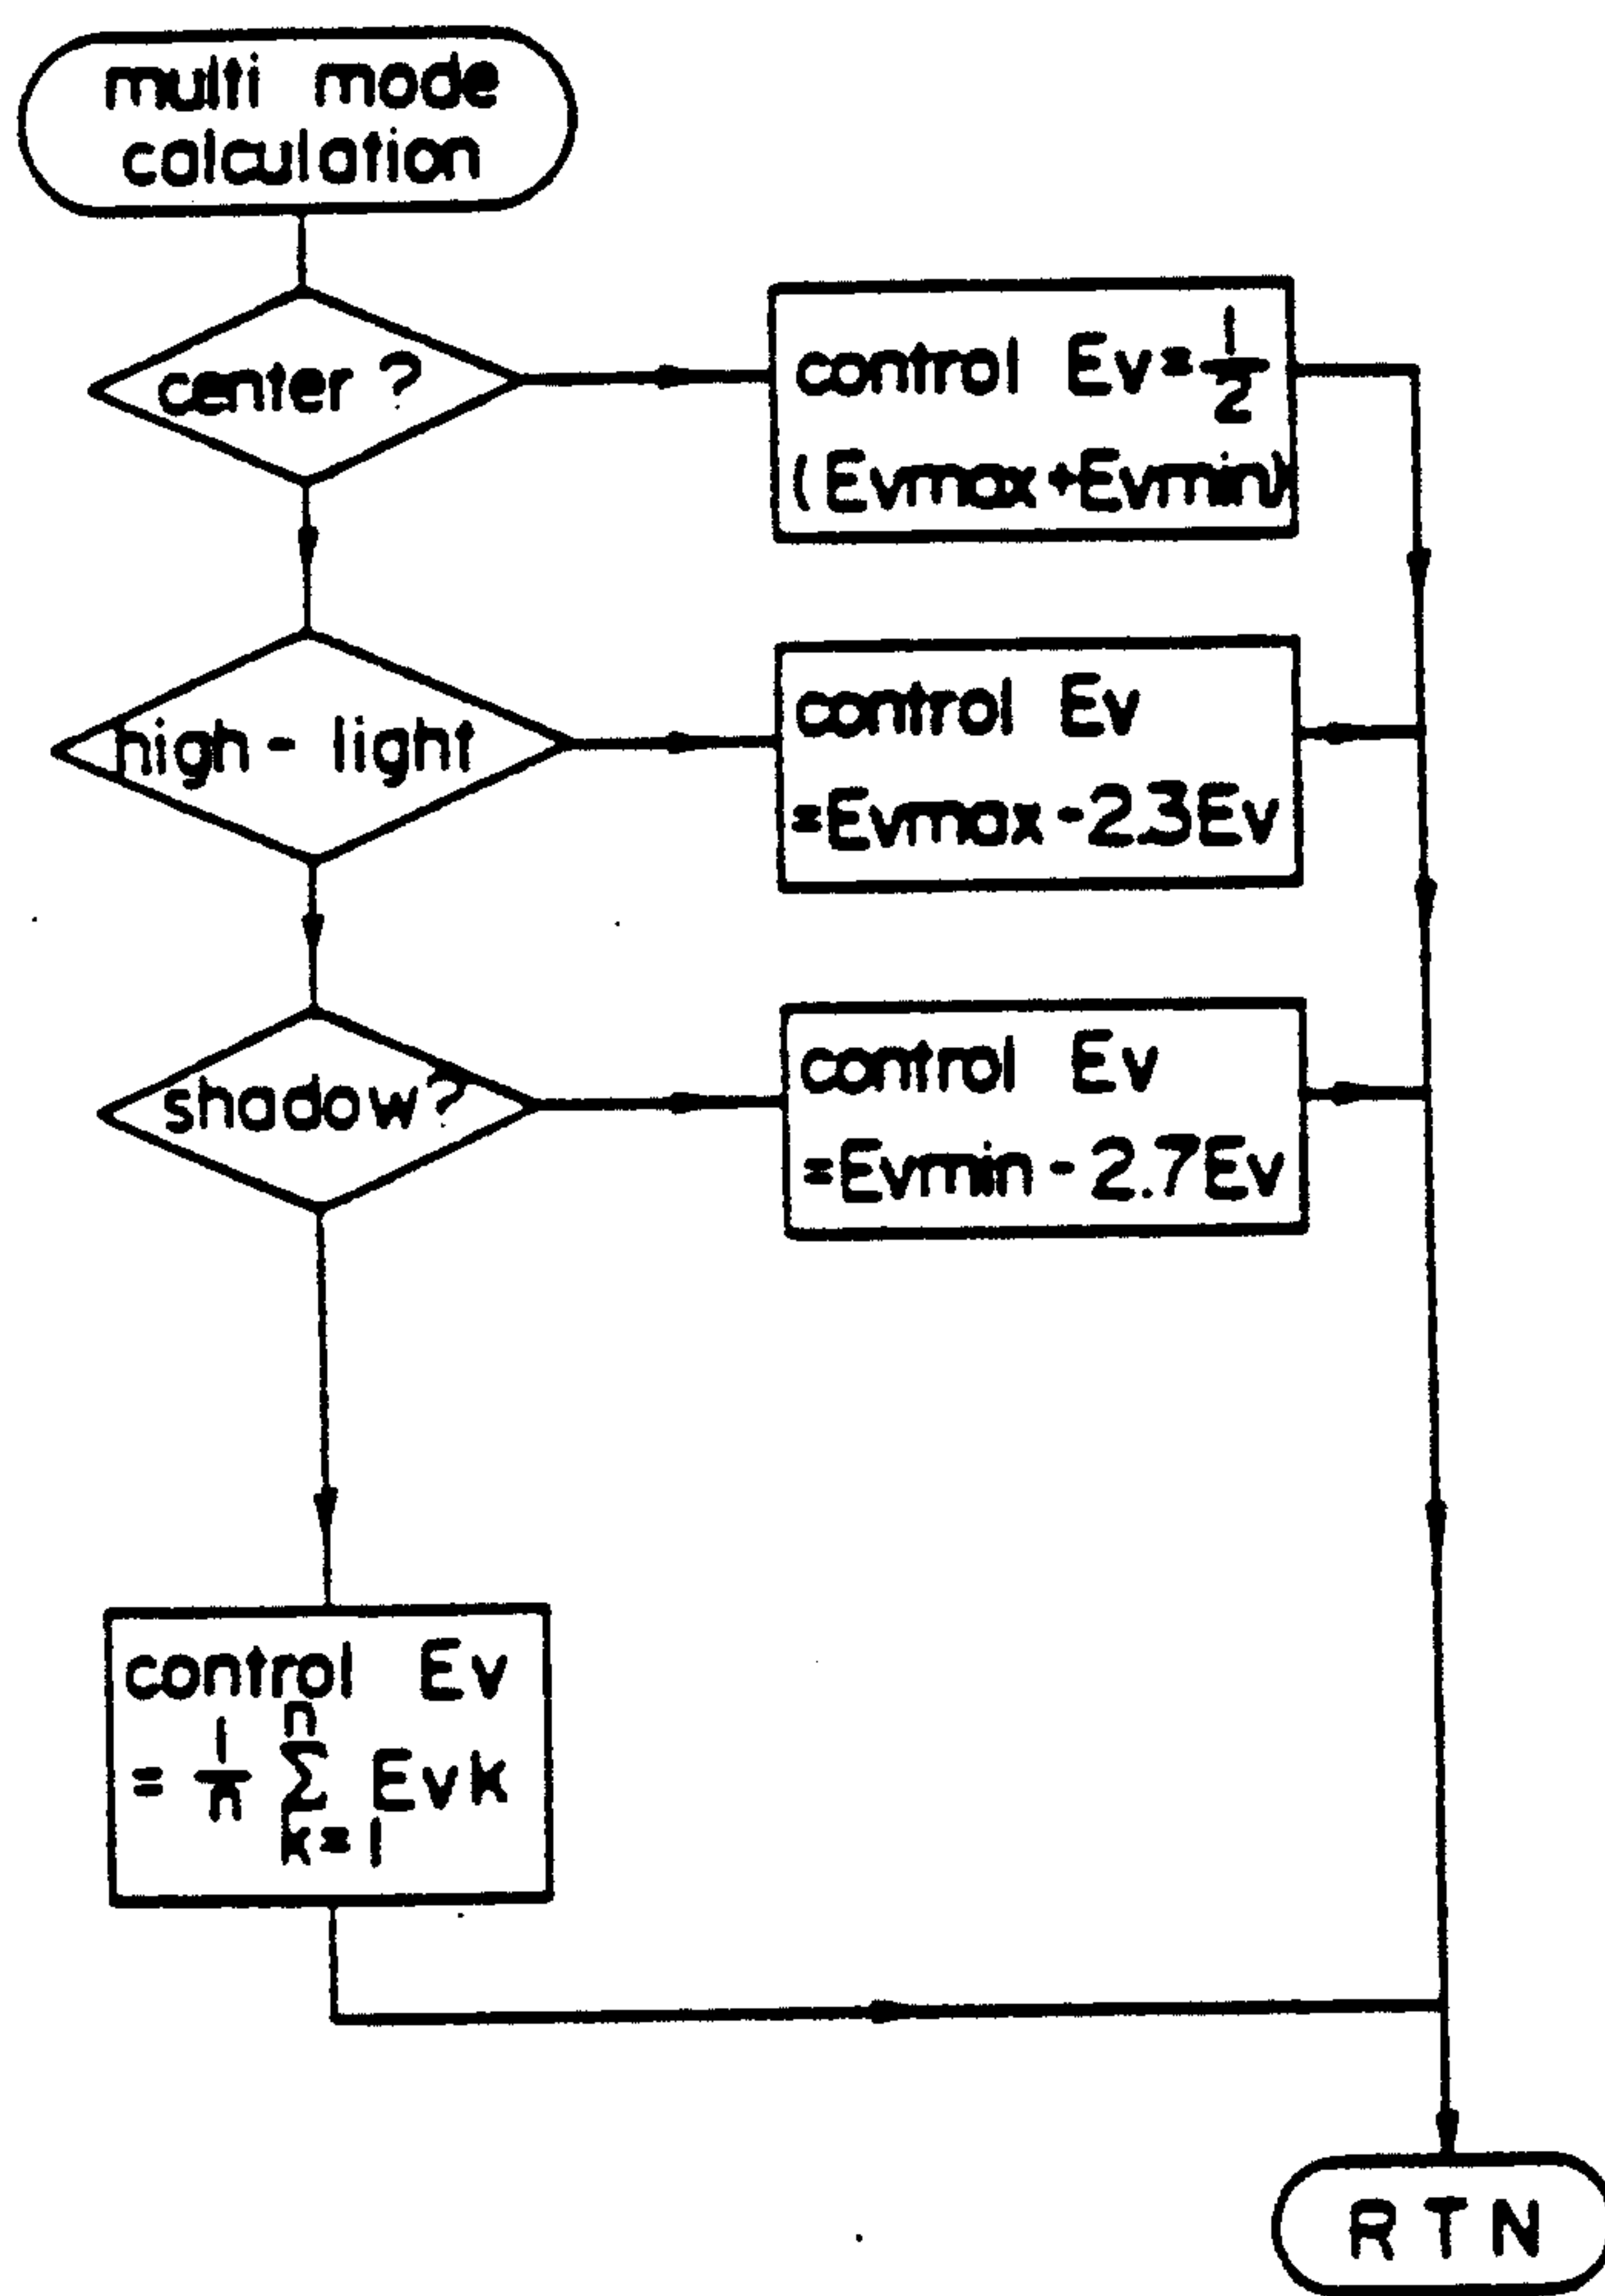 multi mode
calculation
center ?
control Ev = 1/2
(Evmax + Evmin)
high - light
control Ev
= Evmax - 2.3Ev
shadow?
control Ev
= Evmin - 2.7Ev
control Ev
= 1/n n Σ k=1 Evk
RTN